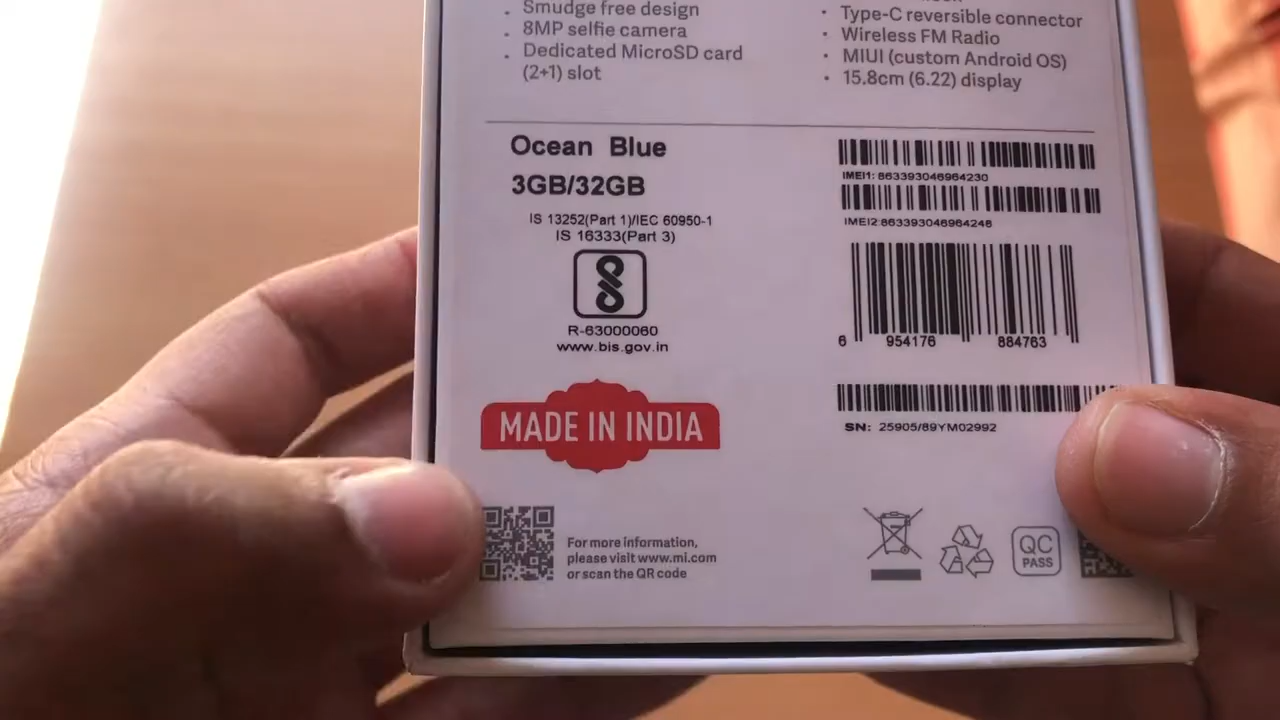 Smudge free design
8MP selfie camera
Dedicated MicroSD card
(2+1) slot
Type-C reversible connector
Wireless FM Radio
MIUI (custom Android OS)
15.8cm (6.22) display
Ocean Blue
3GB/32GB
IS 13252(Part 1)/IEC 60950-1
IS 16333(Part 3)
R-63000060
www.bis.gov.in
MADE IN INDIA
For more information,
please visit www.mi.com
or scan the QR code
IMEI1: 863393046964230
IMEI2:863393046964248
6 954176 884763
SN: 25905/89YM02992
QC
PASS